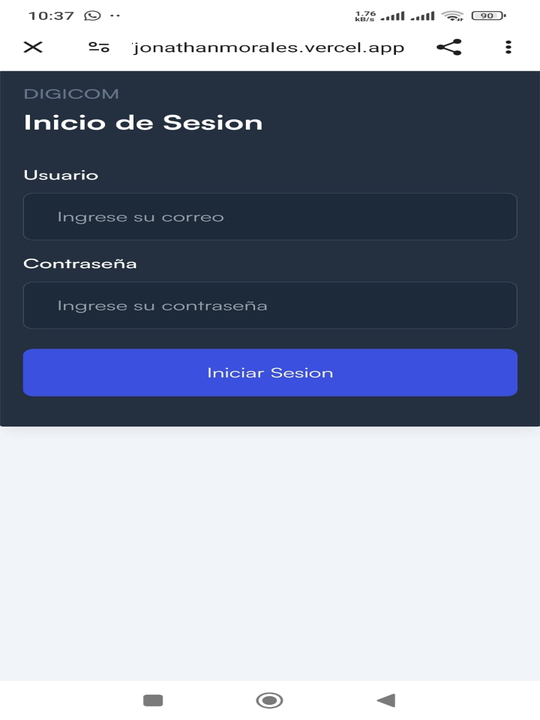 10:37
1.76
kB/s
90
jonathanmorales.vercel.app
DIGICOM
Inicio de Sesion
Usuario
Ingrese su correo
Contraseña
Ingrese su contraseña
Iniciar Sesion